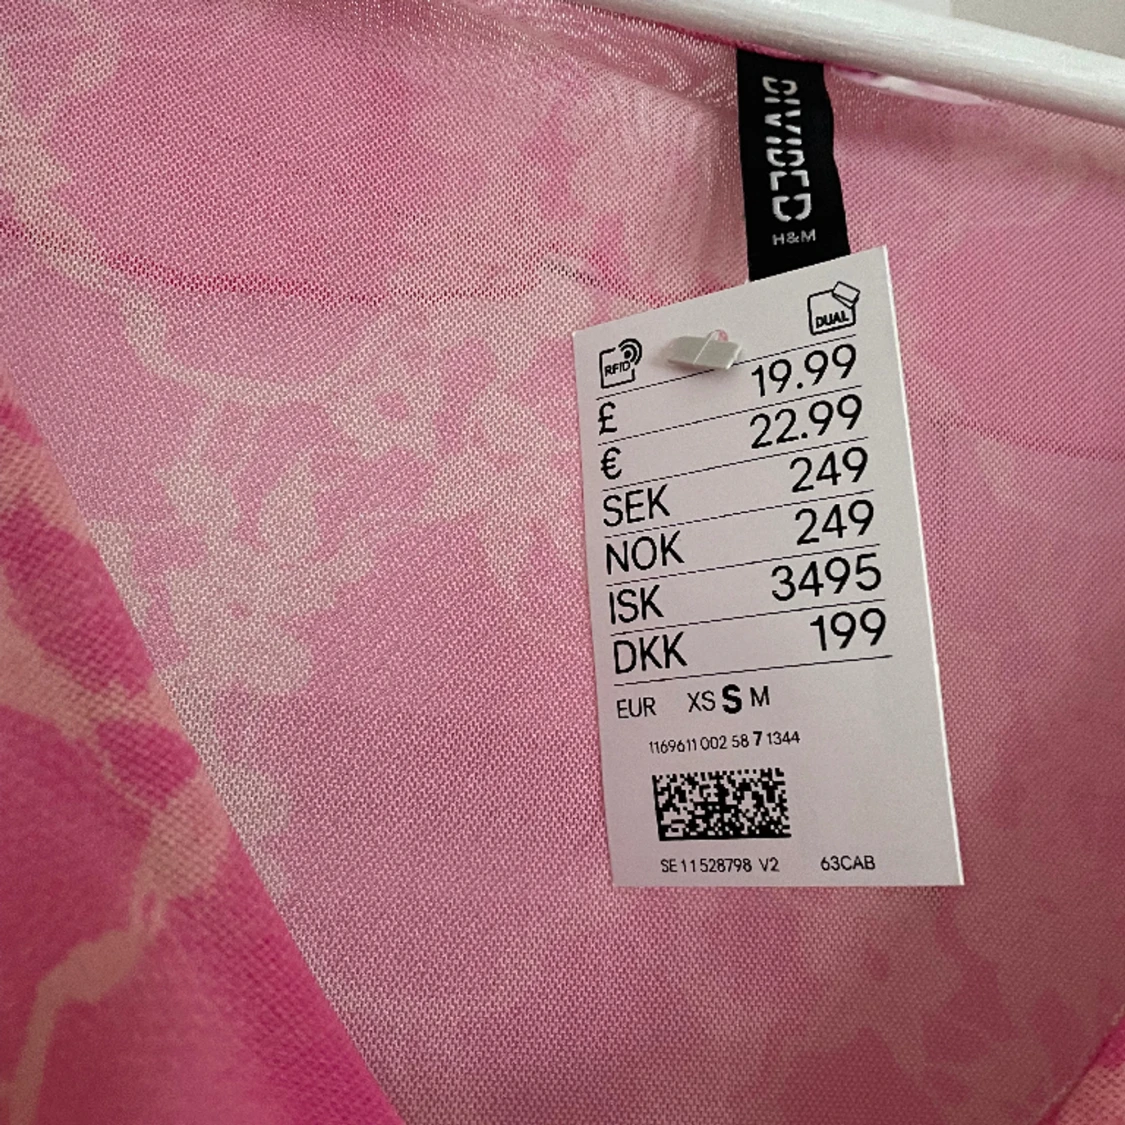 DIVIDED
H&M
DUAL
RFID
£ 19.99
€ 22.99
SEK 249
NOK 249
ISK 3495
DKK 199
EUR XS S M
1169611 002 58 7 1344
SE 11 528798 V2 63CAB